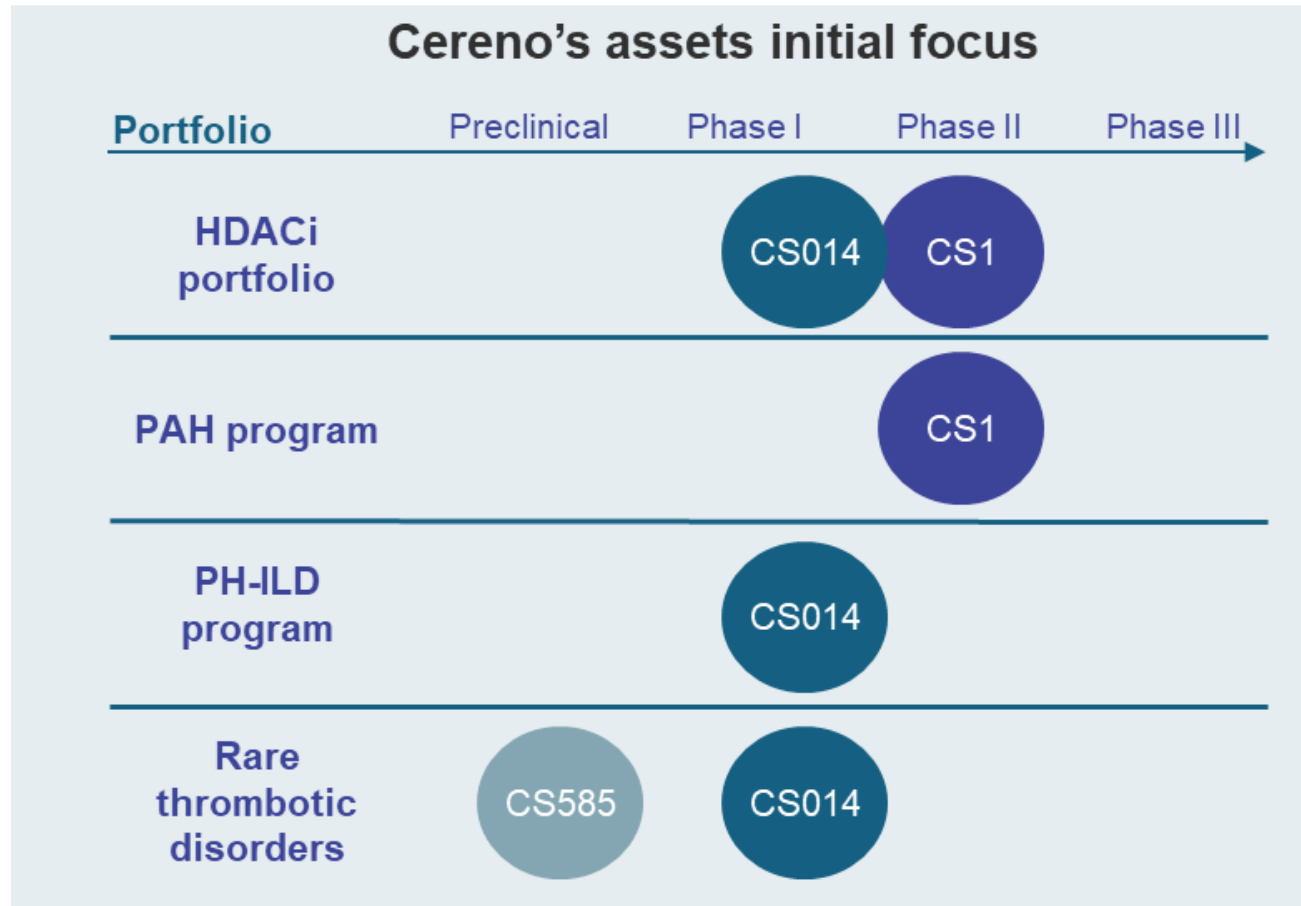 Cereno’s assets initial focus
Portfolio Preclinical Phase I Phase II Phase III
HDACi
portfolio
CS014 CS1
PAH program CS1
PH-ILD
program
CS014
Rare
thrombotic
disorders
CS585 CS014